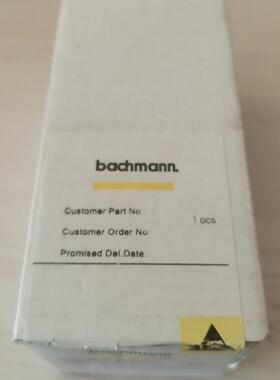 bachmann.
Customer Part No:
1 pcs
Customer Order No:
Promised Del.Date